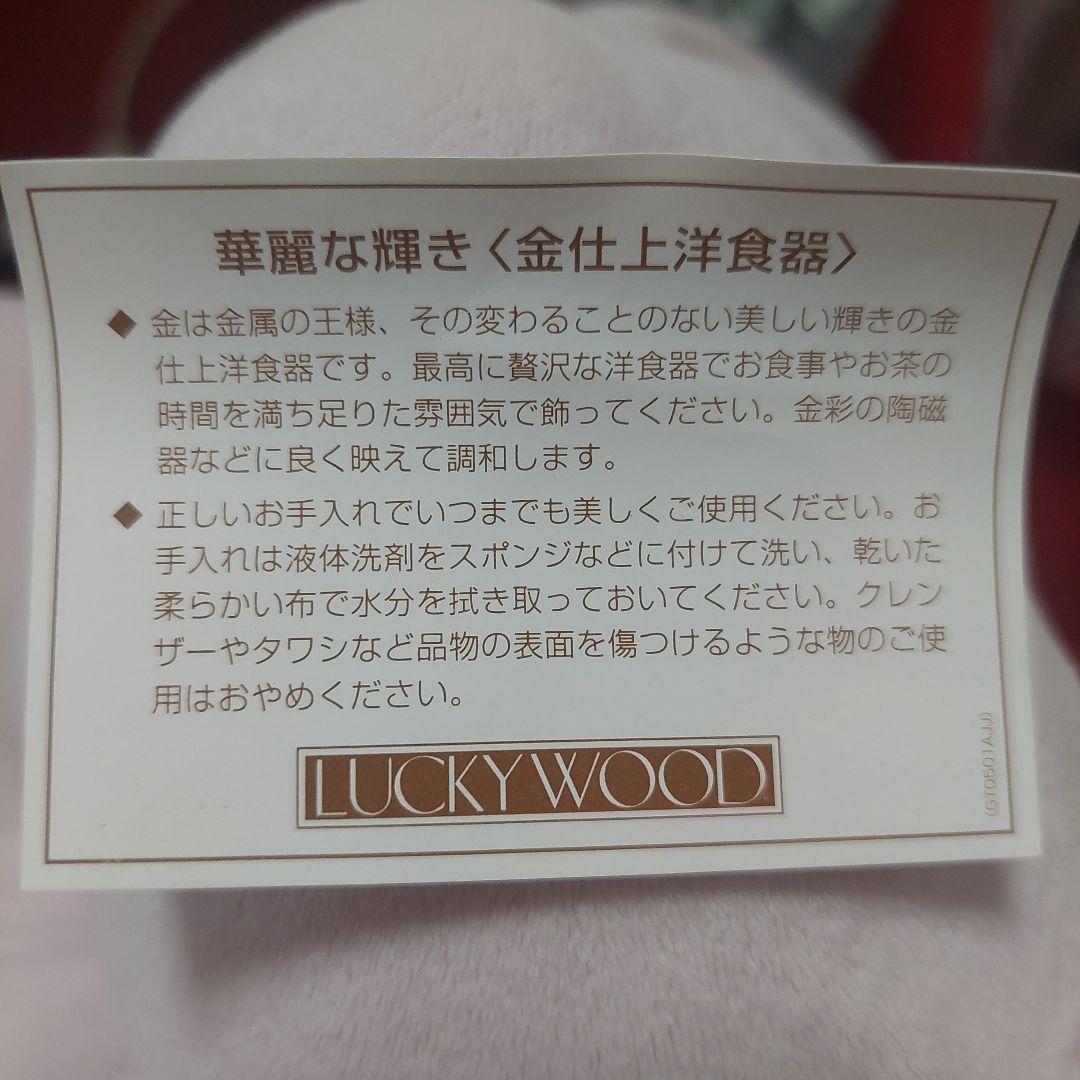 華麗な輝き〈金仕上洋食器〉
◆ 金は金属の王様、その変わることのない美しい輝きの金
仕上洋食器です。最高に贅沢な洋食器でお食事やお茶の
時間を満ち足りた雰囲気で飾ってください。金彩の陶磁
器などに良く映えて調和します。
◆ 正しいお手入れでいつまでも美しくご使用ください。お
手入れは液体洗剤をスポンジなどに付けて洗い、乾いた
柔らかい布で水分を拭き取っておいてください。クレン
ザーやタワシなど品物の表面を傷つけるような物のご使
用はおやめください。
LUCKYWOOD
(GT0601AJJ)